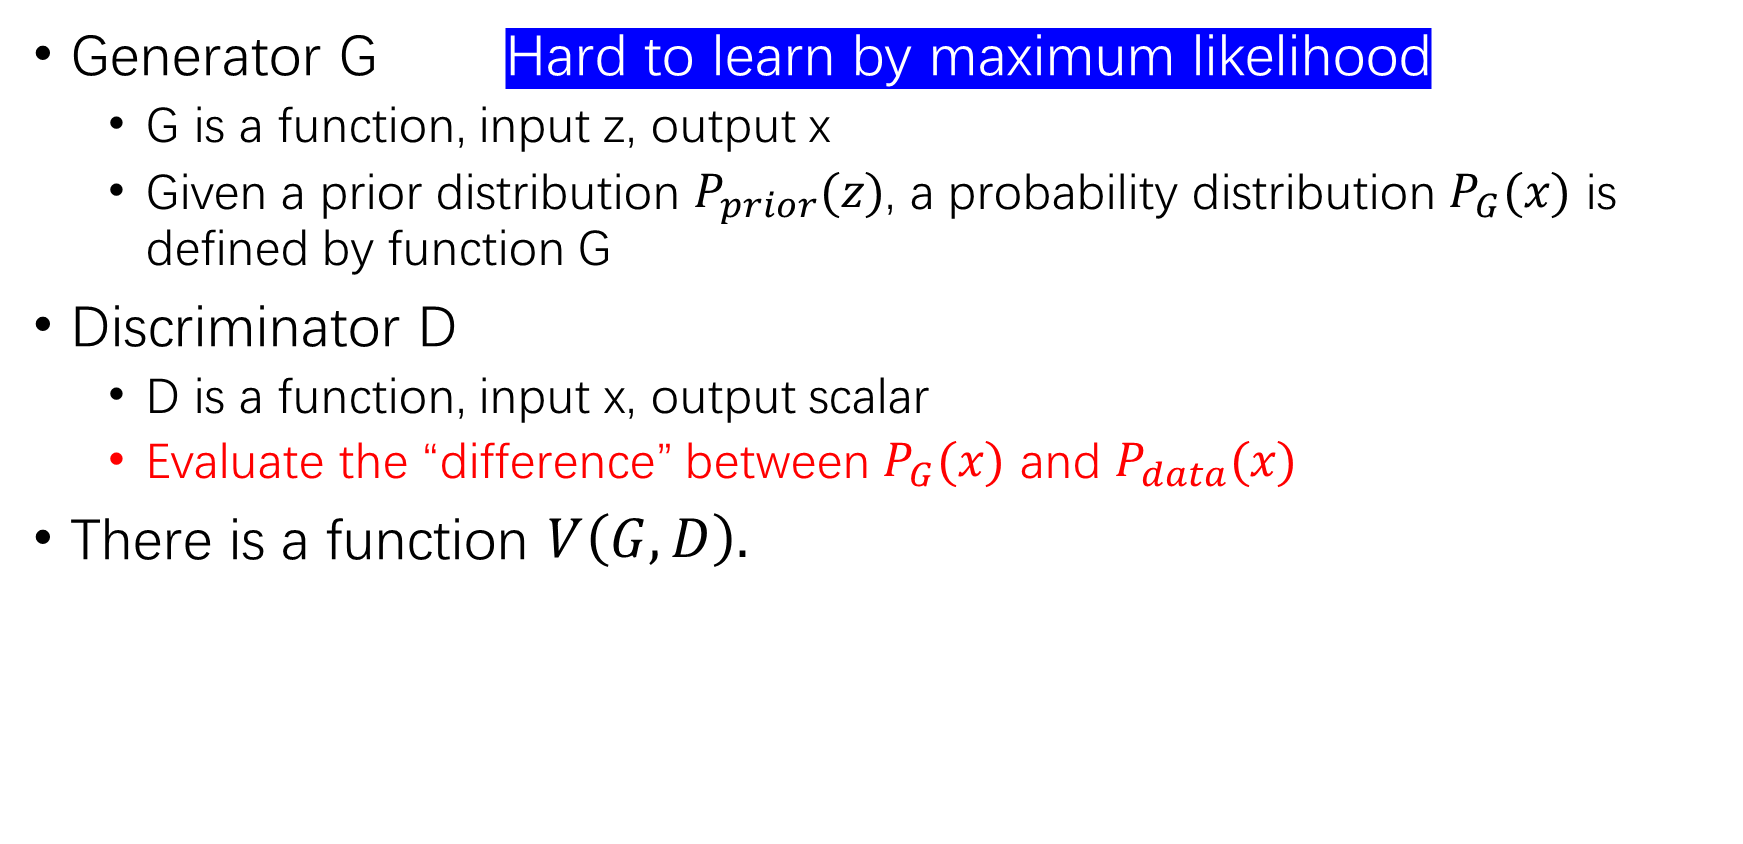 • Generator G Hard to learn by maximum likelihood
• G is a function, input z, output x
• Given a prior distribution P_prior(z), a probability distribution P_G(x) is
defined by function G
• Discriminator D
• D is a function, input x, output scalar
• Evaluate the “difference” between P_G(x) and P_data(x)
• There is a function V(G, D).